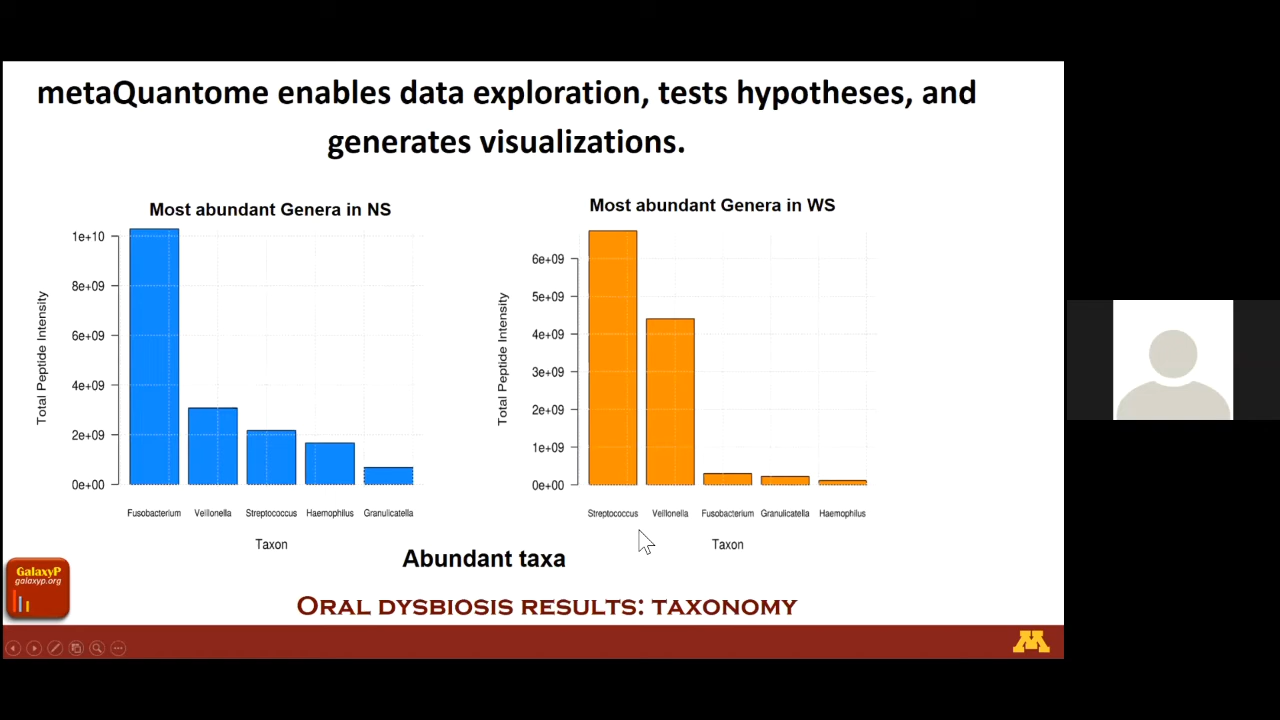 metaQuantome enables data exploration, tests hypotheses, and
generates visualizations.
Most abundant Genera in NS
1e+10
8e+09
6e+09
4e+09
2e+09
0e+00
Total Peptide Intensity
Fusobacterium Veillonella Streptococcus Haemophilus Granulicatella
Taxon
Most abundant Genera in WS
6e+09
5e+09
4e+09
3e+09
2e+09
1e+09
0e+00
Total Peptide Intensity
Streptococcus Veillonella Fusobacterium Granulicatella Haemophilus
Taxon
Abundant taxa
GalaxyP
galaxyp.org
Oral dysbiosis results: taxonomy
M